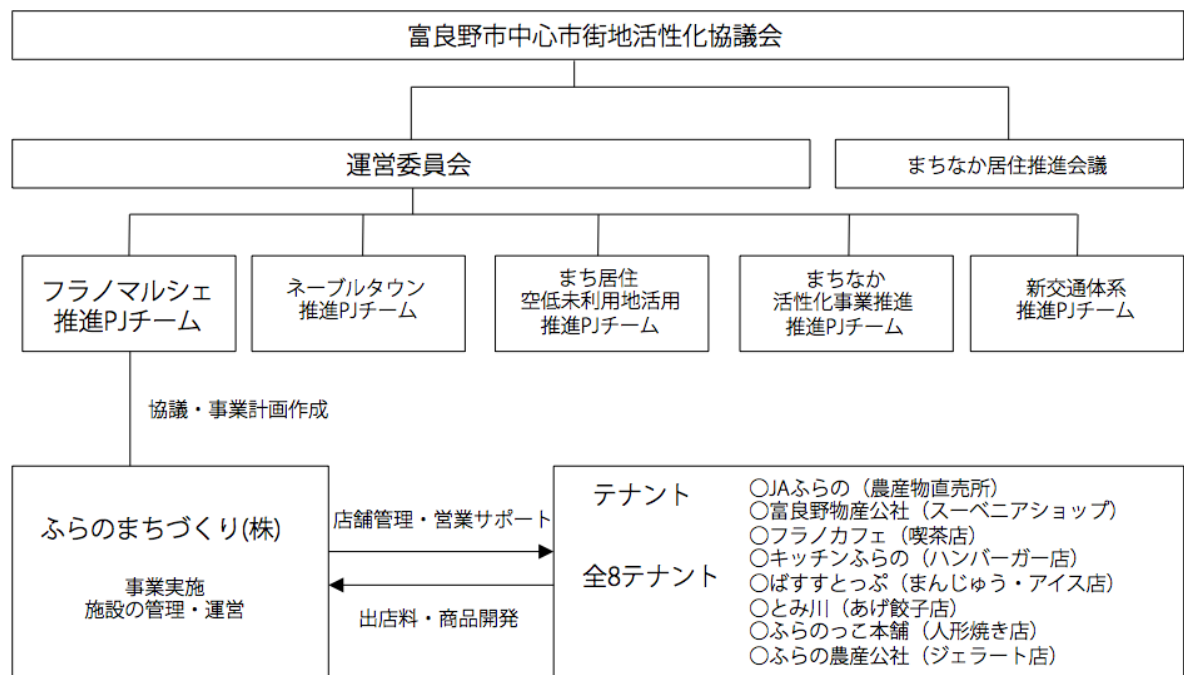 富良野市中心市街地活性化協議会
運営委員会
まちなか居住推進会議
フラノマルシェ
推進PJチーム
ネーブルタウン
推進PJチーム
まち居住
空低未利用地活用
推進PJチーム
まちなか
活性化事業推進
推進PJチーム
新交通体系
推進PJチーム
協議・事業計画作成
ふらのまちづくり(株)
事業実施
施設の管理・運営
店舗管理・営業サポート
出店料・商品開発
テナント
全8テナント
〇JAふらの（農産物直売所）
〇富良野物産公社（スーベニアショップ）
〇フラノカフェ（喫茶店）
〇キッチンふらの（ハンバーガー店）
〇ばすすとっぷ（まんじゅう・アイス店）
〇とみ川（あげ餃子店）
〇ふらのっこ本舗（人形焼き店）
〇ふらの農産公社（ジェラート店）